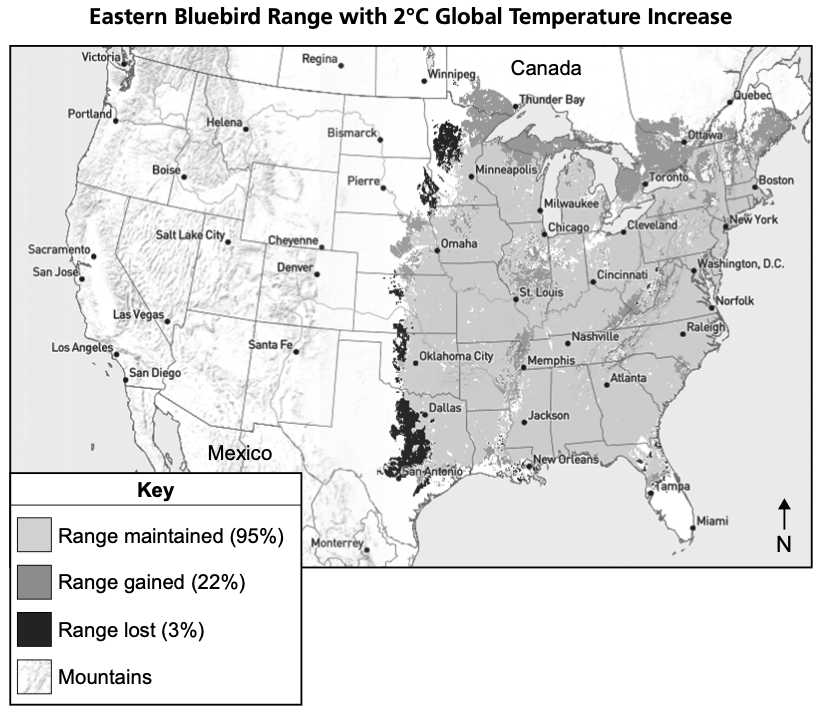 Eastern Bluebird Range with 2°C Global Temperature Increase
Canada
Victoria
Regina
Winnipeg
Thunder Bay
Quebec
Portland
Helena
Bismarck
Ottawa
Boise
Pierre
Minneapolis
Toronto
Boston
Milwaukee
Salt Lake City
Cheyenne
Omaha
Chicago
Cleveland
New York
Sacramento
San Jose
Denver
Cincinnati
Washington, D.C.
Las Vegas
St. Louis
Norfolk
Los Angeles
Santa Fe
Oklahoma City
Nashville
Memphis
Raleigh
San Diego
Dallas
Jackson
Atlanta
Mexico
San Antonio
New Orleans
Tampa
Miami
Monterrey
N
Key
Range maintained (95%)
Range gained (22%)
Range lost (3%)
Mountains